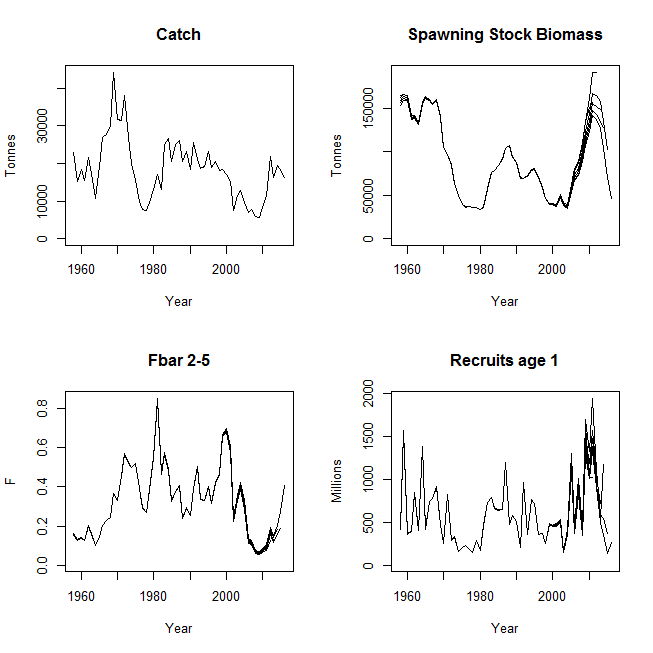 Catch
Tonnes
30000
10000
0
1960 1980 2000
Year
Spawning Stock Biomass
Tonnes
150000
50000
0
1960 1980 2000
Year
Fbar 2-5
F
0.8
0.6
0.4
0.2
0.0
1960 1980 2000
Year
Recruits age 1
Millions
2000
1500
1000
500
0
1960 1980 2000
Year